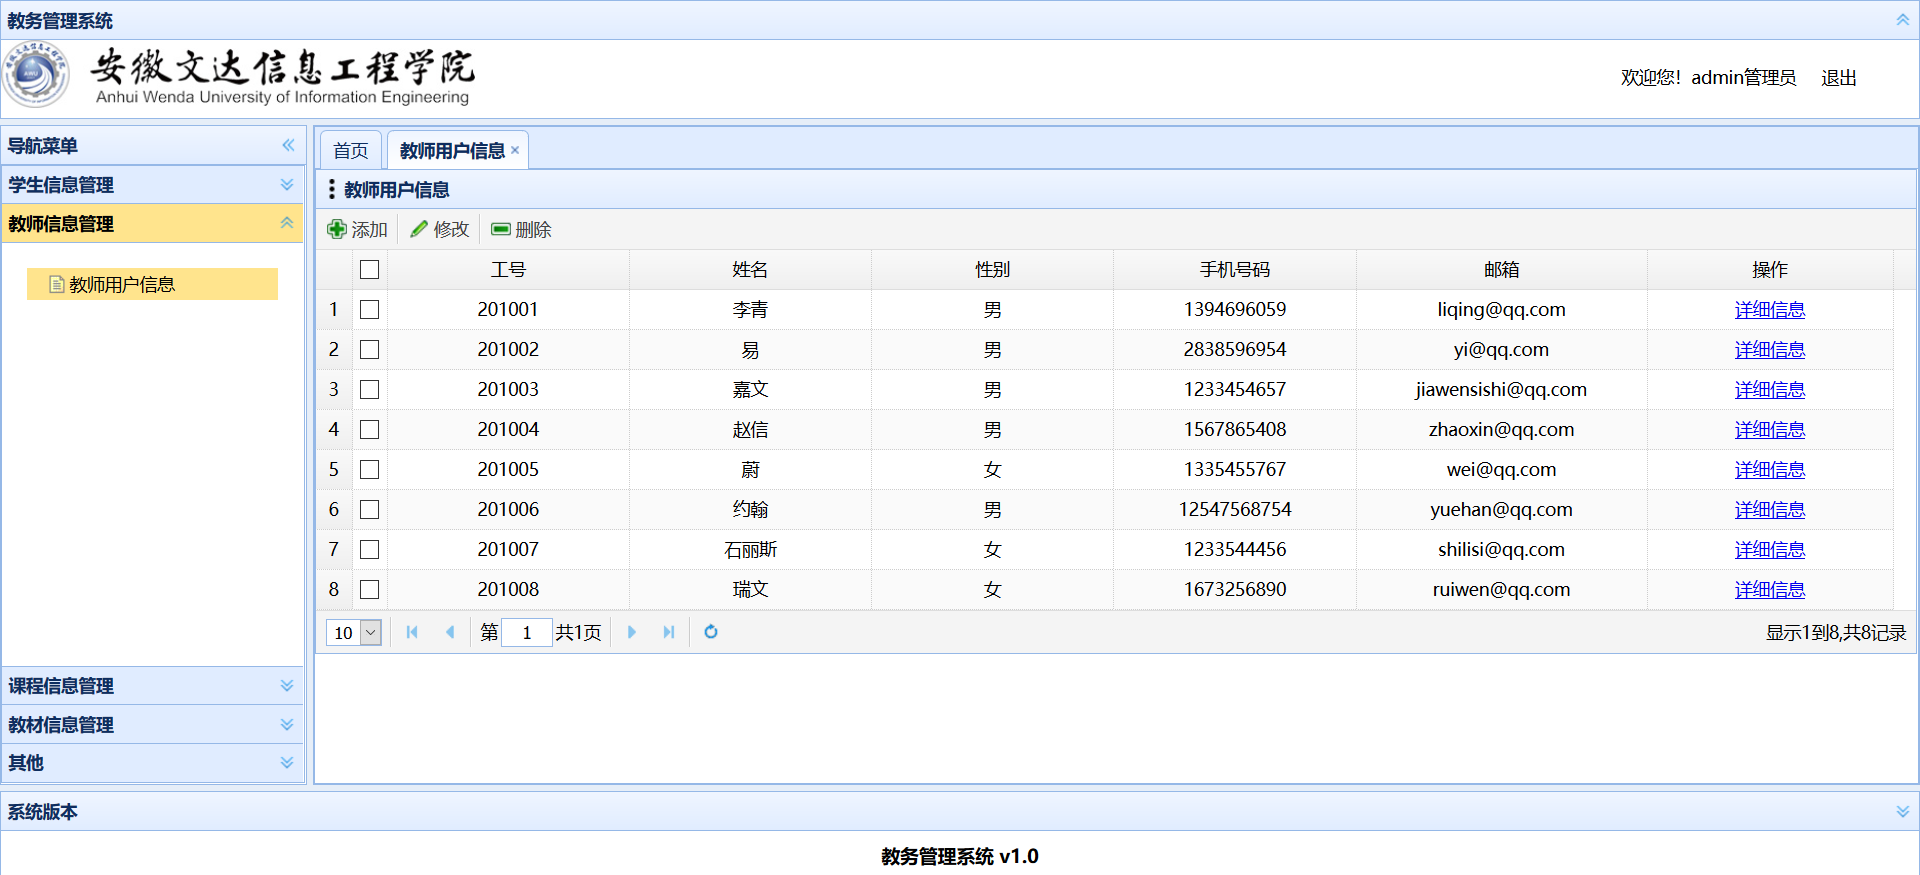 教务管理系统
安徽文达信息工程学院
Anhui Wenda University of Information Engineering
欢迎您！admin管理员 退出
导航菜单
学生信息管理
教师信息管理
教师用户信息
课程信息管理
教材信息管理
其他
首页 教师用户信息
教师用户信息
添加 修改 删除
工号 姓名 性别 手机号码 邮箱 操作
1 201001 李青 男 1394696059 liqing@qq.com 详细信息
2 201002 易 男 2838596954 yi@qq.com 详细信息
3 201003 嘉文 男 1233454657 jiawensishi@qq.com 详细信息
4 201004 赵信 男 1567865408 zhaoxin@qq.com 详细信息
5 201005 蔚 女 1335455767 wei@qq.com 详细信息
6 201006 约翰 男 12547568754 yuehan@qq.com 详细信息
7 201007 石丽斯 女 1233544456 shilisi@qq.com 详细信息
8 201008 瑞文 女 1673256890 ruiwen@qq.com 详细信息
10 第 1 共1页 显示1到8,共8记录
系统版本
教务管理系统 v1.0